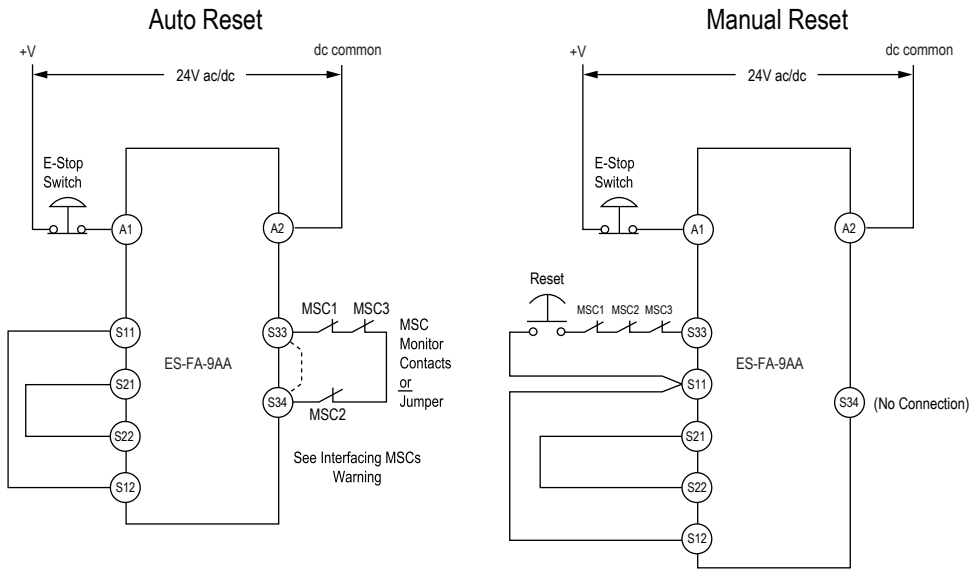 Auto Reset
+V
dc common
24V ac/dc
E-Stop
Switch
A1
A2
S11
S21
S22
S12
ES-FA-9AA
S33
S34
MSC1
MSC3
MSC2
MSC
Monitor
Contacts
or
Jumper
See Interfacing MSCs
Warning
Manual Reset
+V
dc common
24V ac/dc
E-Stop
Switch
A1
A2
Reset
MSC1
MSC2
MSC3
S33
S11
S21
S22
S12
ES-FA-9AA
S34
(No Connection)